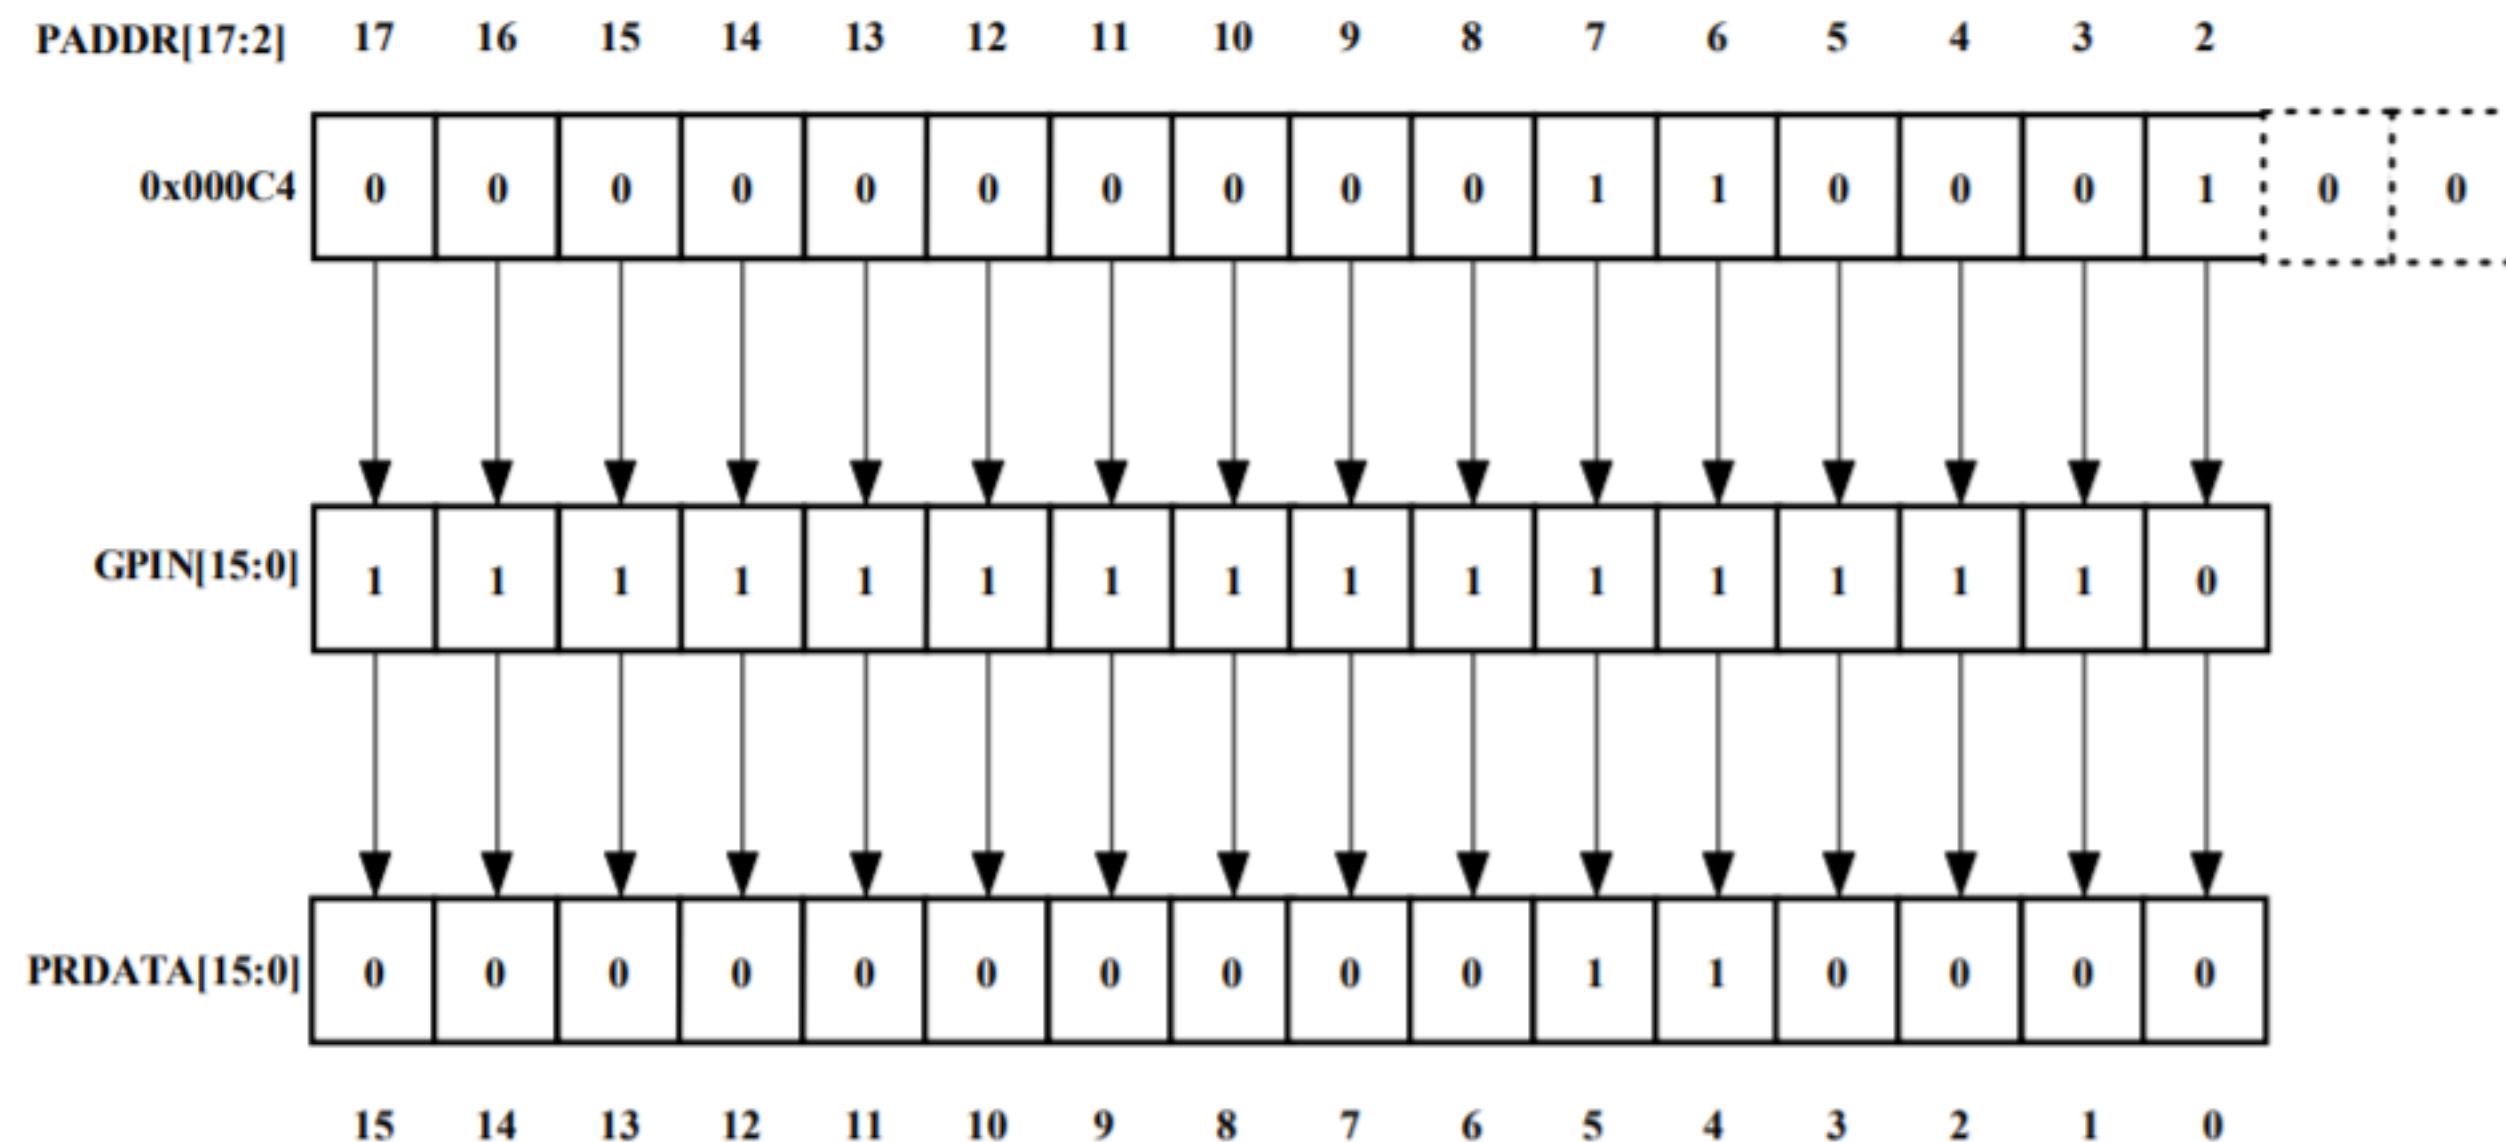 PADDR[17:2] 17 16 15 14 13 12 11 10 9 8 7 6 5 4 3 2
0x000C4 0 0 0 0 0 0 0 0 0 0 1 1 0 0 0 1 0 0
GPIN[15:0] 1 1 1 1 1 1 1 1 1 1 1 1 1 1 1 0
PRDATA[15:0] 0 0 0 0 0 0 0 0 0 0 1 1 0 0 0 0
15 14 13 12 11 10 9 8 7 6 5 4 3 2 1 0